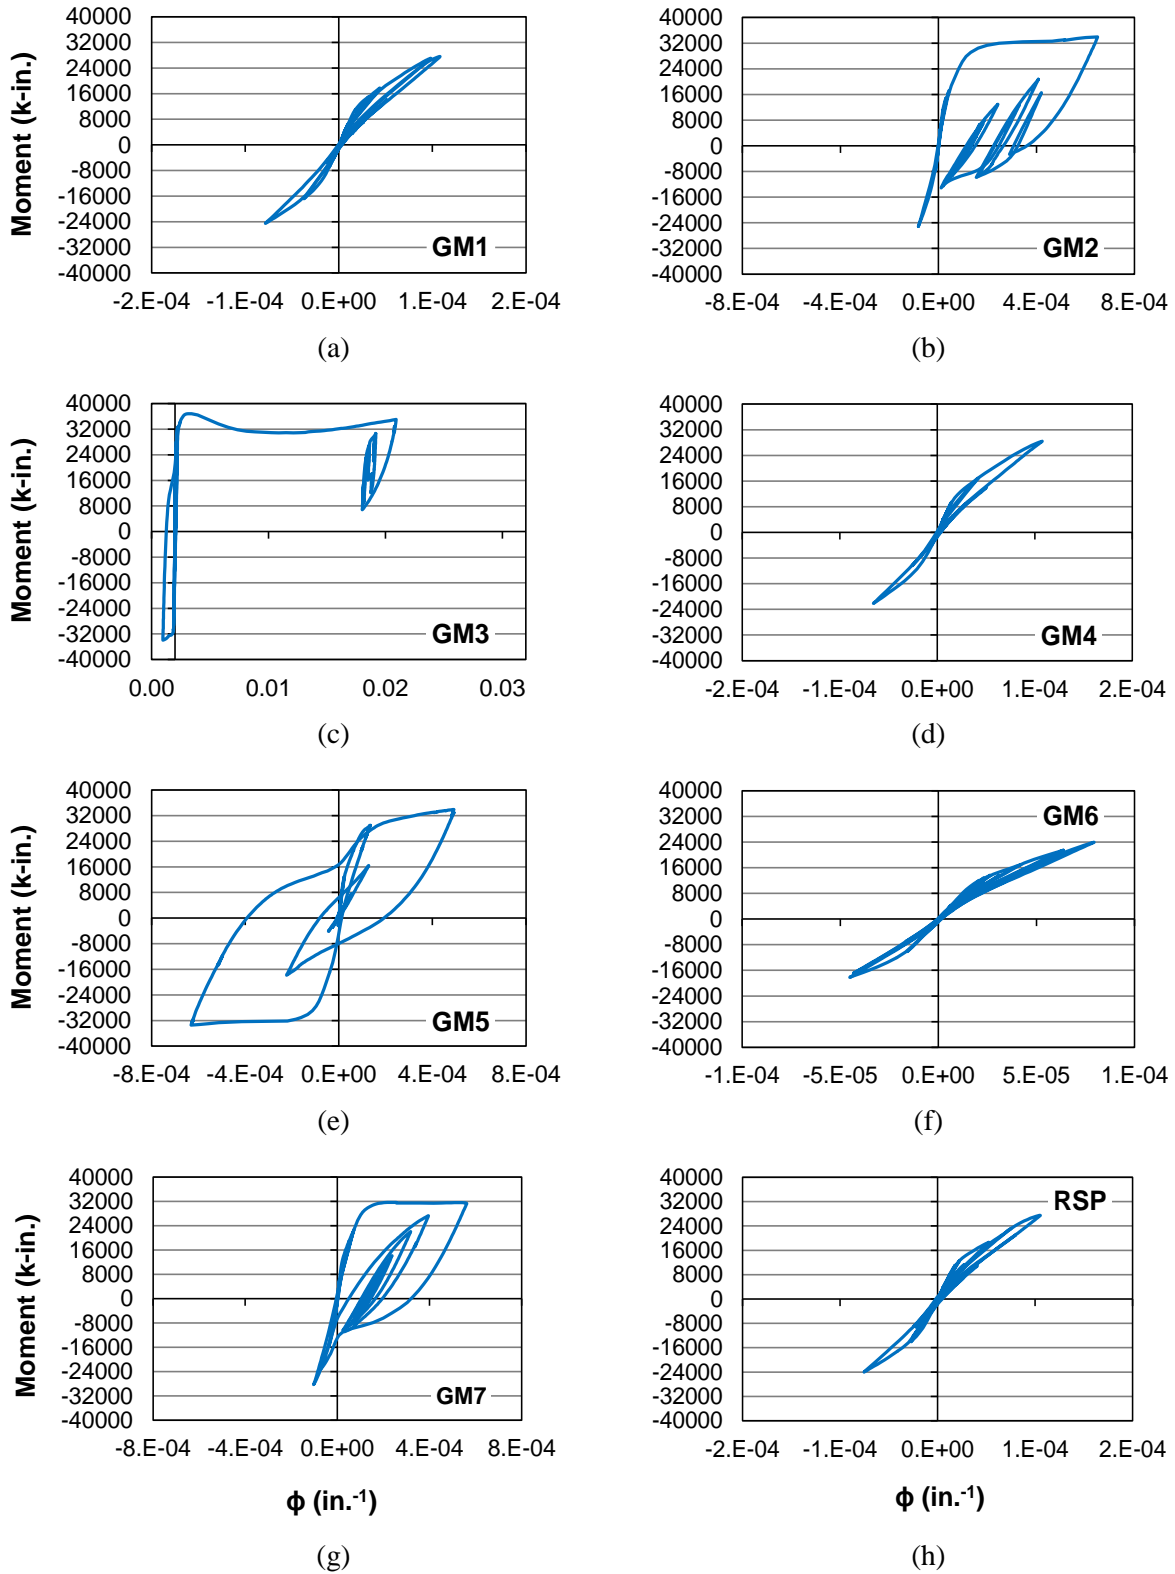 Moment (k-in.)
40000
32000
24000
16000
8000
0
-8000
-16000
-24000
-32000
-40000
GM1
-2.E-04 -1.E-04 0.E+00 1.E-04 2.E-04
(a)
40000
32000
24000
16000
8000
0
-8000
-16000
-24000
-32000
-40000
GM2
-8.E-04 -4.E-04 0.E+00 4.E-04 8.E-04
(b)
Moment (k-in.)
40000
32000
24000
16000
8000
0
-8000
-16000
-24000
-32000
-40000
GM3
0.00 0.01 0.02 0.03
(c)
40000
32000
24000
16000
8000
0
-8000
-16000
-24000
-32000
-40000
GM4
-2.E-04 -1.E-04 0.E+00 1.E-04 2.E-04
(d)
Moment (k-in.)
40000
32000
24000
16000
8000
0
-8000
-16000
-24000
-32000
-40000
GM5
-8.E-04 -4.E-04 0.E+00 4.E-04 8.E-04
(e)
40000
32000
24000
16000
8000
0
-8000
-16000
-24000
-32000
-40000
GM6
-1.E-04 -5.E-05 0.E+00 5.E-05 1.E-04
(f)
Moment (k-in.)
40000
32000
24000
16000
8000
0
-8000
-16000
-24000
-32000
-40000
GM7
-8.E-04 -4.E-04 0.E+00 4.E-04 8.E-04
ϕ (in.⁻¹)
(g)
40000
32000
24000
16000
8000
0
-8000
-16000
-24000
-32000
-40000
RSP
-2.E-04 -1.E-04 0.E+00 1.E-04 2.E-04
ϕ (in.⁻¹)
(h)